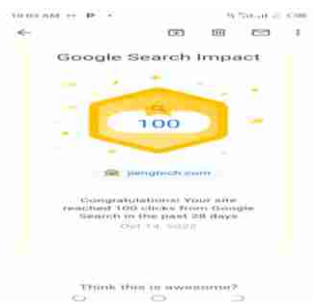 10:03 AM
Google Search Impact
100
jiengtech.com
Congratulations! Your site
reached 100 clicks from Google
Search in the past 28 days
Oct 14, 2022
Think this is awesome?